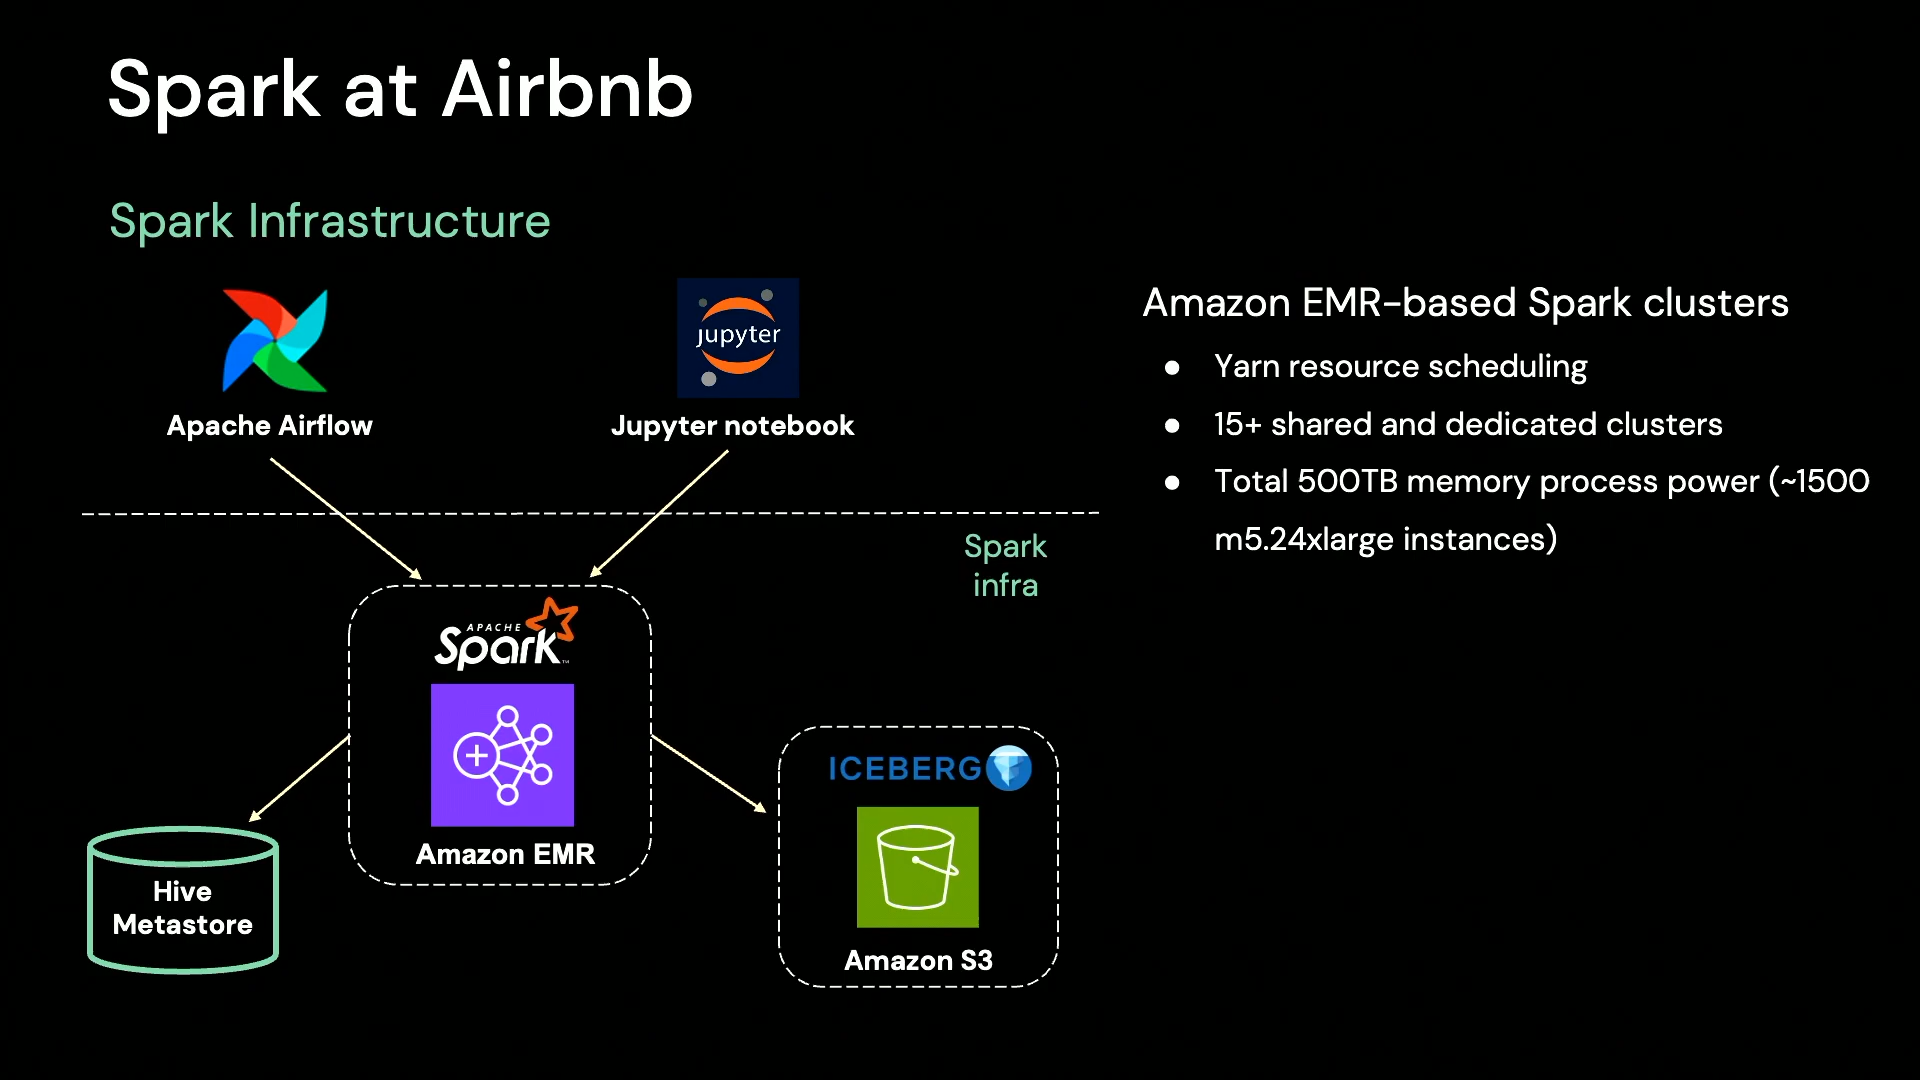 Spark at Airbnb
Spark Infrastructure
jupyter
Apache Airflow
Jupyter notebook
Spark
infra
APACHE
Spark™
Amazon EMR
Hive
Metastore
ICEBERG
Amazon S3
Amazon EMR-based Spark clusters
● Yarn resource scheduling
● 15+ shared and dedicated clusters
● Total 500TB memory process power (~1500
m5.24xlarge instances)